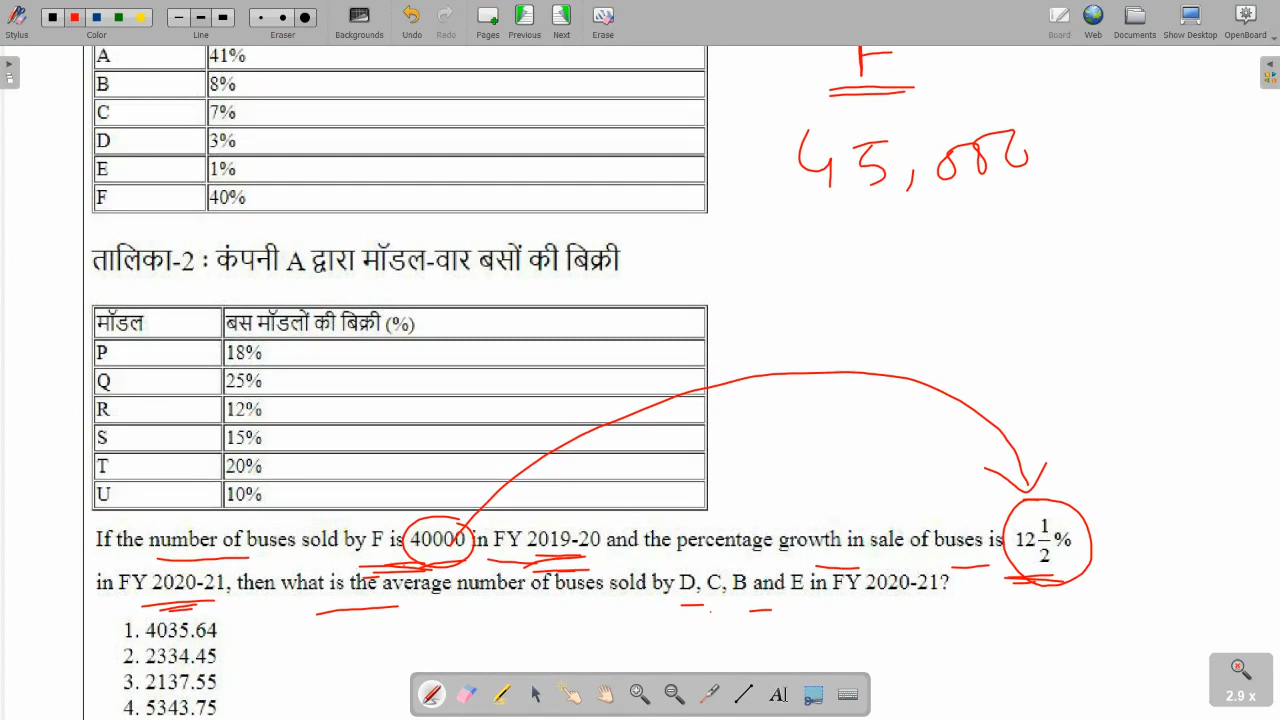 Stylus Color Line Eraser Backgrounds Undo Redo Pages Previous Next Erase Board Web Documents Show Desktop OpenBoard
A 41%
B 8%
C 7%
D 3%
E 1%
F 40%
F
45,000
तालिका-2 : कंपनी A द्वारा मॉडल-वार बसों की बिक्री
मॉडल बस मॉडलों की बिक्री (%)
P 18%
Q 25%
R 12%
S 15%
T 20%
U 10%
If the number of buses sold by F is 40000 in FY 2019-20 and the percentage growth in sale of buses is 12 1/2 %
in FY 2020-21, then what is the average number of buses sold by D, C, B and E in FY 2020-21?
1. 4035.64
2. 2334.45
3. 2137.55
4. 5343.75
AI
2.9 x